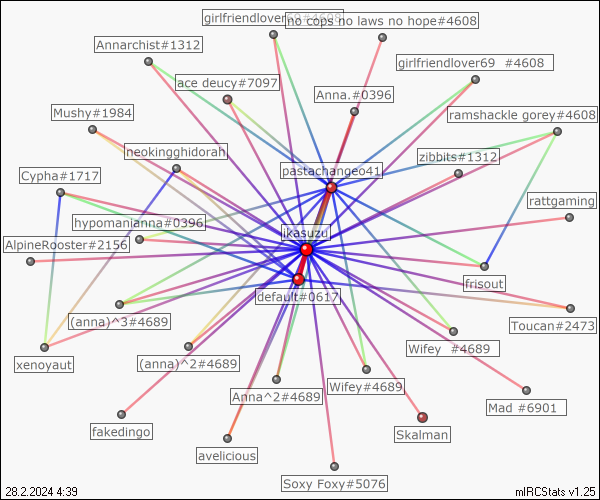 girlfriendlover69#4608
no cops no laws no hope#4608
Annarchist#1312
girlfriendlover69 #4608
ace deucy#7097
Anna.#0396
Mushy#1984
ramshackle gorey#4608
neokingghidorah
zibbits#1312
pastachangeo41
Cypha#1717
rattgaming
hypomanianna#0396
ikasuzu
AlpineRooster#2156
frisout
default#0617
(anna)^3#4689
Toucan#2473
Wifey #4689
xenoyaut
(anna)^2#4689
Wifey#4689
Anna^2#4689
Mad #6901
fakedingo
Skalman
avelicious
Soxy Foxy#5076
28.2.2024 4:39
mIRCStats v1.25